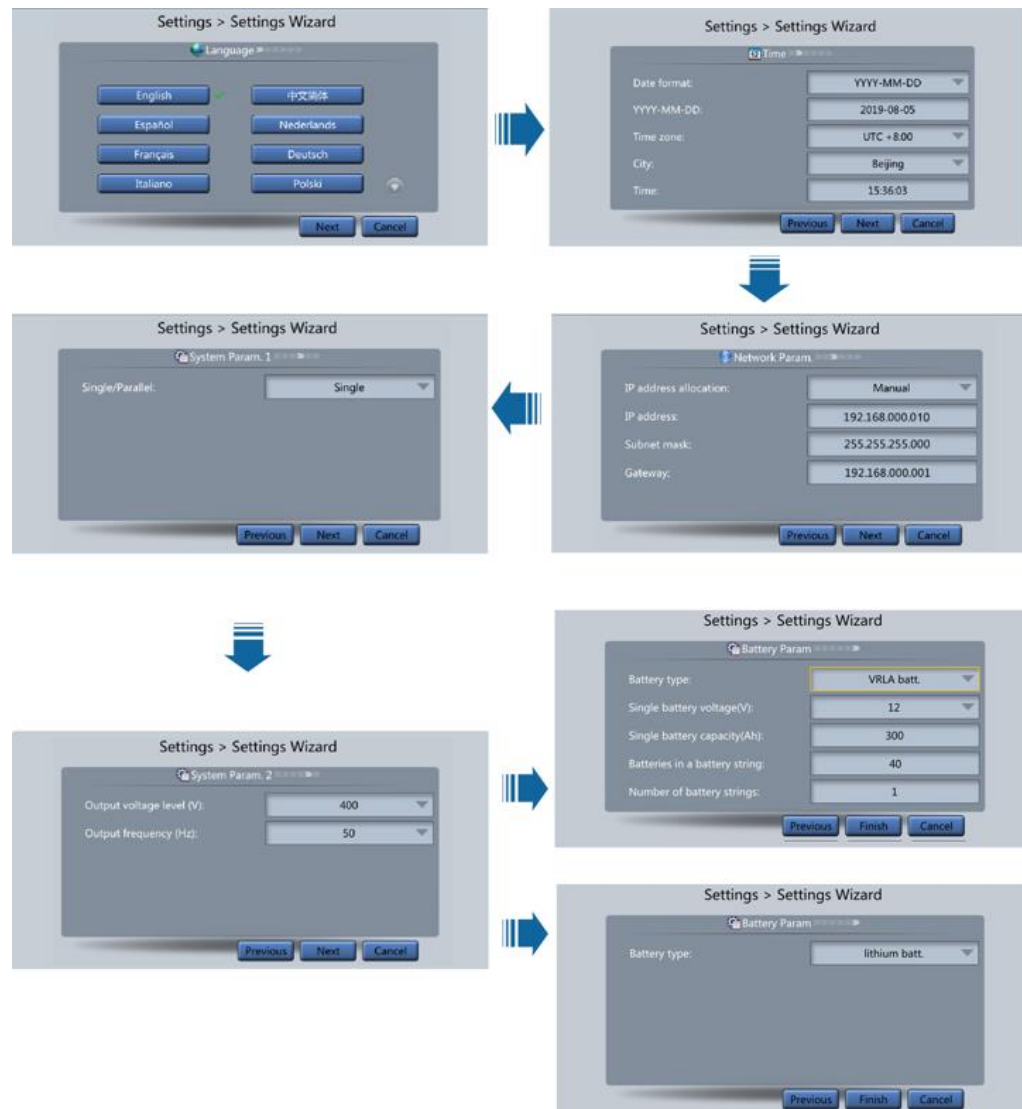 Settings > Settings Wizard
Language
English 中文简体
Español Nederlands
Français Deutsch
Italiano Polski
Next Cancel
Settings > Settings Wizard
Time
Date format: YYYY-MM-DD
YYYY-MM-DD: 2019-08-05
Time zone: UTC +8:00
City: Beijing
Time: 15:36:03
Previous Next Cancel
Settings > Settings Wizard
Network Param.
IP address allocation: Manual
IP address: 192.168.000.010
Subnet mask: 255.255.255.000
Gateway: 192.168.000.001
Previous Next Cancel
Settings > Settings Wizard
System Param. 1
Single/Parallel: Single
Previous Next Cancel
Settings > Settings Wizard
System Param. 2
Output voltage level (V): 400
Output frequency (Hz): 50
Previous Next Cancel
Settings > Settings Wizard
Battery Param
Battery type: VRLA batt.
Single battery voltage(V): 12
Single battery capacity(Ah): 300
Batteries in a battery string: 40
Number of battery strings: 1
Previous Finish Cancel
Settings > Settings Wizard
Battery Param
Battery type: lithium batt.
Previous Finish Cancel